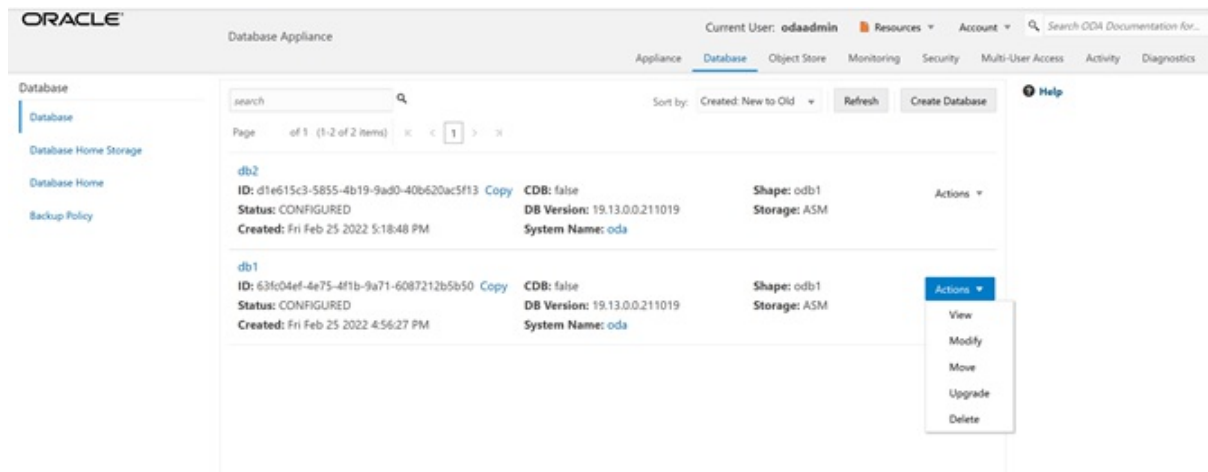 ORACLE
Database Appliance
Current User: odaadmin Resources Account Search ODA Documentation for...
Appliance Database Object Store Monitoring Security Multi-User Access Activity Diagnostics
Database
Database
Database Home Storage
Database Home
Backup Policy
search Sort by: Created: New to Old Refresh Create Database
Page of 1 (1-2 of 2 items) 1
db2
ID: d1e615c3-5855-4b19-9ad0-40b620ac5f13 Copy CDB: false Shape: odb1 Actions
Status: CONFIGURED DB Version: 19.13.0.0.211019 Storage: ASM
Created: Fri Feb 25 2022 5:18:48 PM System Name: oda
db1
ID: 63fc04ef-4e75-4f1b-9a71-6087212b5b50 Copy CDB: false Shape: odb1 Actions
Status: CONFIGURED DB Version: 19.13.0.0.211019 Storage: ASM
Created: Fri Feb 25 2022 4:56:27 PM System Name: oda
View
Modify
Move
Upgrade
Delete
Help